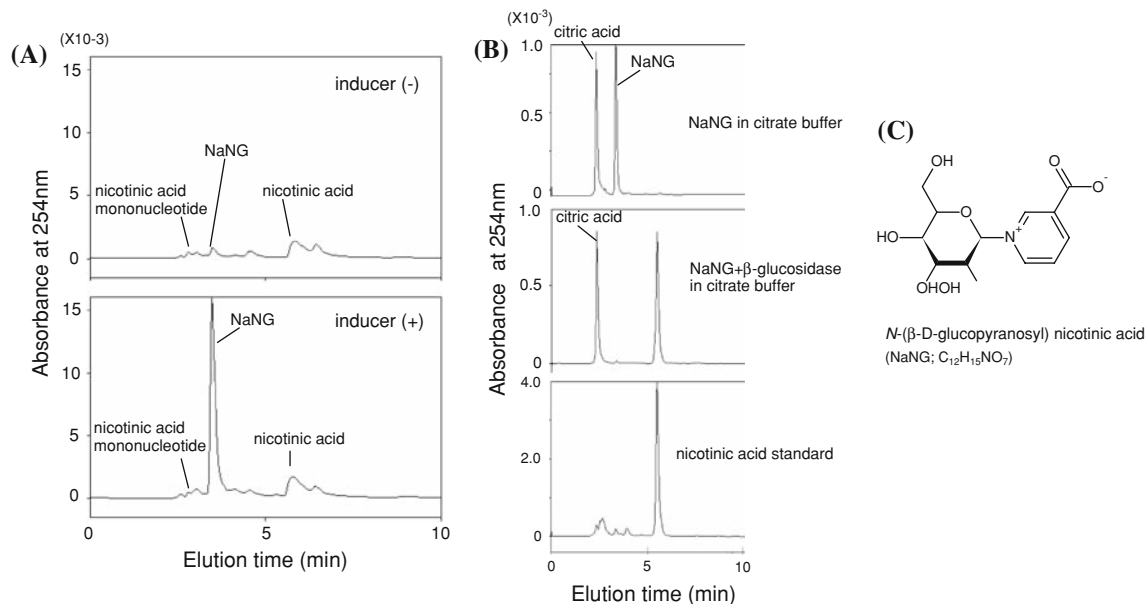 (A)
(X10-3)
Absorbance at 254nm
15
10
5
0
inducer (-)
NaNG
nicotinic acid
mononucleotide
nicotinic acid
15
10
5
0
inducer (+)
NaNG
nicotinic acid
mononucleotide
nicotinic acid
0
5
10
Elution time (min)
(B)
(X10⁻³)
Absorbance at 254nm
1.0
0.5
0
citric acid
NaNG
NaNG in citrate buffer
1.0
0.5
0
citric acid
NaNG+β-glucosidase
in citrate buffer
4.0
2.0
0
nicotinic acid standard
0
5
10
Elution time (min)
(C)
OH
O
O
O-
N+
HO
OHOH
N-(β-D-glucopyranosyl) nicotinic acid
(NaNG; C₁₂H₁₅NO₇)